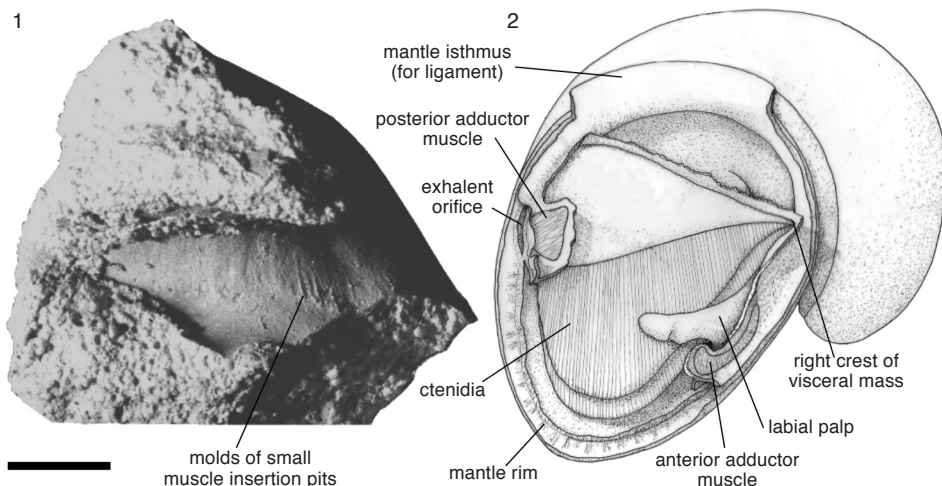 1
molds of small
muscle insertion pits
2
mantle isthmus
(for ligament)
posterior adductor
muscle
exhalent
orifice
ctenidia
mantle rim
right crest of
visceral mass
labial palp
anterior adductor
muscle